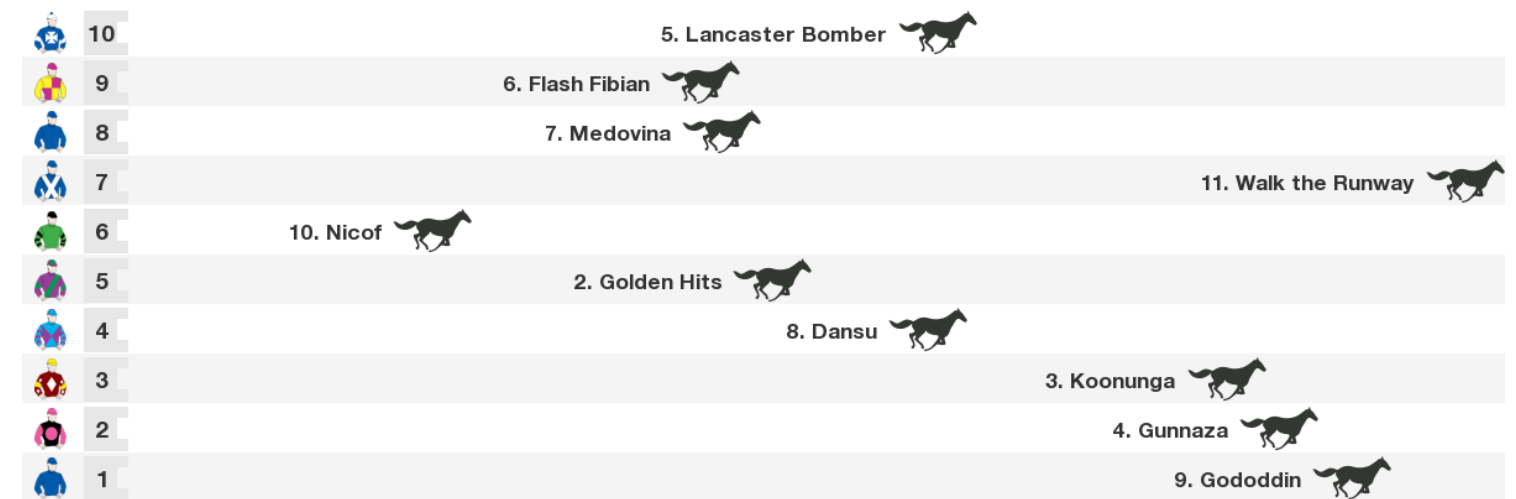 10 5. Lancaster Bomber
9 6. Flash Fibian
8 7. Medovina
7 11. Walk the Runway
6 10. Nicof
5 2. Golden Hits
4 8. Dansu
3 3. Koonunga
2 4. Gunnaza
1 9. Gododdin